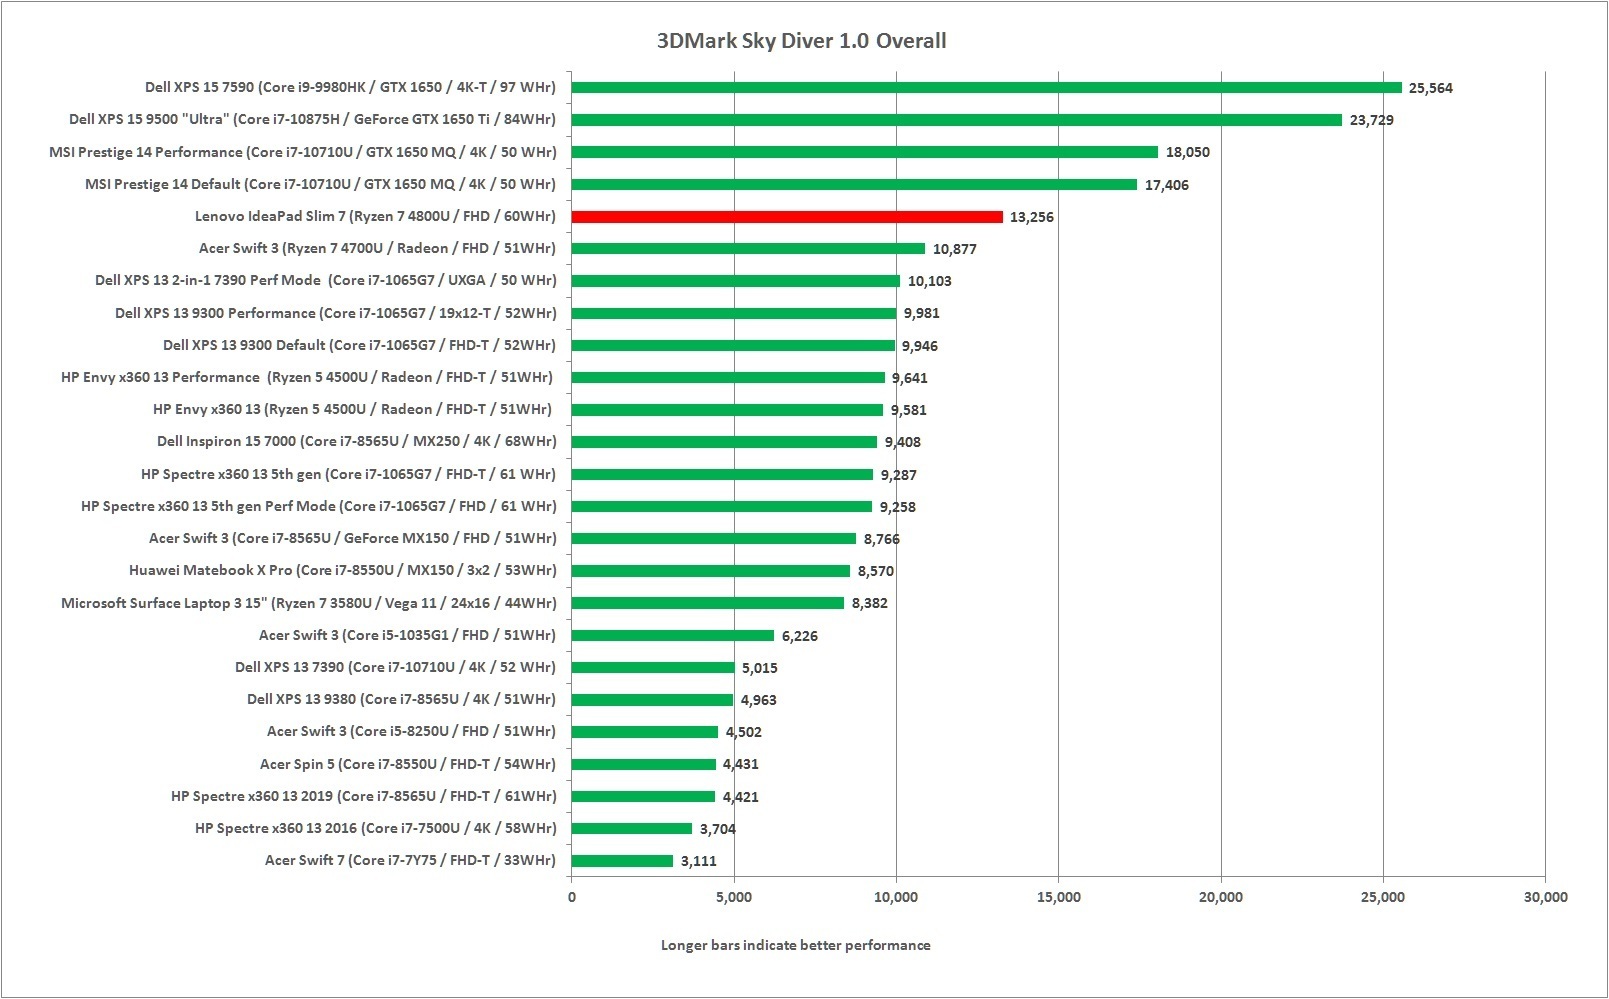 3DMark Sky Diver 1.0 Overall
Dell XPS 15 7590 (Core i9-9980HK / GTX 1650 / 4K-T / 97 WHr) 25,564
Dell XPS 15 9500 "Ultra" (Core i7-10875H / GeForce GTX 1650 Ti / 84WHr) 23,729
MSI Prestige 14 Performance (Core i7-10710U / GTX 1650 MQ / 4K / 50 WHr) 18,050
MSI Prestige 14 Default (Core i7-10710U / GTX 1650 MQ / 4K / 50 WHr) 17,406
Lenovo IdeaPad Slim 7 (Ryzen 7 4800U / FHD / 60WHr) 13,256
Acer Swift 3 (Ryzen 7 4700U / Radeon / FHD / 51WHr) 10,877
Dell XPS 13 2-in-1 7390 Perf Mode (Core i7-1065G7 / UXGA / 50 WHr) 10,103
Dell XPS 13 9300 Performance (Core i7-1065G7 / 19x12-T / 52WHr) 9,981
Dell XPS 13 9300 Default (Core i7-1065G7 / FHD-T / 52WHr) 9,946
HP Envy x360 13 Performance (Ryzen 5 4500U / Radeon / FHD-T / 51WHr) 9,641
HP Envy x360 13 (Ryzen 5 4500U / Radeon / FHD-T / 51WHr) 9,581
Dell Inspiron 15 7000 (Core i7-8565U / MX250 / 4K / 68WHr) 9,408
HP Spectre x360 13 5th gen (Core i7-1065G7 / FHD-T / 61 WHr) 9,287
HP Spectre x360 13 5th gen Perf Mode (Core i7-1065G7 / FHD / 61 WHr) 9,258
Acer Swift 3 (Core i7-8565U / GeForce MX150 / FHD / 51WHr) 8,766
Huawei Matebook X Pro (Core i7-8550U / MX150 / 3x2 / 53WHr) 8,570
Microsoft Surface Laptop 3 15" (Ryzen 7 3580U / Vega 11 / 24x16 / 44WHr) 8,382
Acer Swift 3 (Core i5-1035G1 / FHD / 51WHr) 6,226
Dell XPS 13 7390 (Core i7-10710U / 4K / 52 WHr) 5,015
Dell XPS 13 9380 (Core i7-8565U / 4K / 51WHr) 4,963
Acer Swift 3 (Core i5-8250U / FHD / 51WHr) 4,502
Acer Spin 5 (Core i7-8550U / FHD-T / 54WHr) 4,431
HP Spectre x360 13 2019 (Core i7-8565U / FHD-T / 61WHr) 4,421
HP Spectre x360 13 2016 (Core i7-7500U / 4K / 58WHr) 3,704
Acer Swift 7 (Core i7-7Y75 / FHD-T / 33WHr) 3,111
0 5,000 10,000 15,000 20,000 25,000 30,000
Longer bars indicate better performance